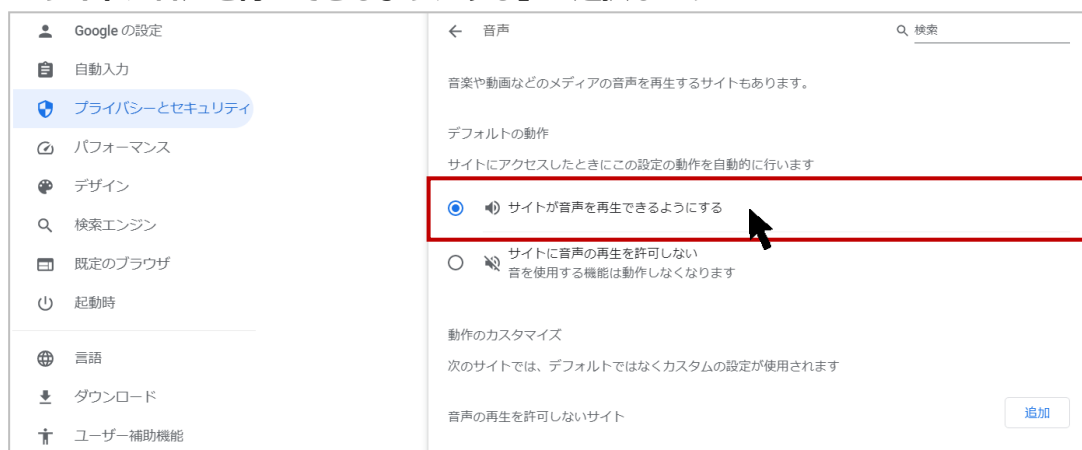 Google の設定
自動入力
プライバシーとセキュリティ
パフォーマンス
デザイン
検索エンジン
既定のブラウザ
起動時
言語
ダウンロード
ユーザー補助機能
音声
検索
音楽や動画などのメディアの音声を再生するサイトもあります。
デフォルトの動作
サイトにアクセスしたときにこの設定の動作を自動的に行います
サイトが音声を再生できるようにする
サイトに音声の再生を許可しない
音を使用する機能は動作しなくなります
動作のカスタマイズ
次のサイトでは、デフォルトではなくカスタムの設定が使用されます
音声の再生を許可しないサイト
追加